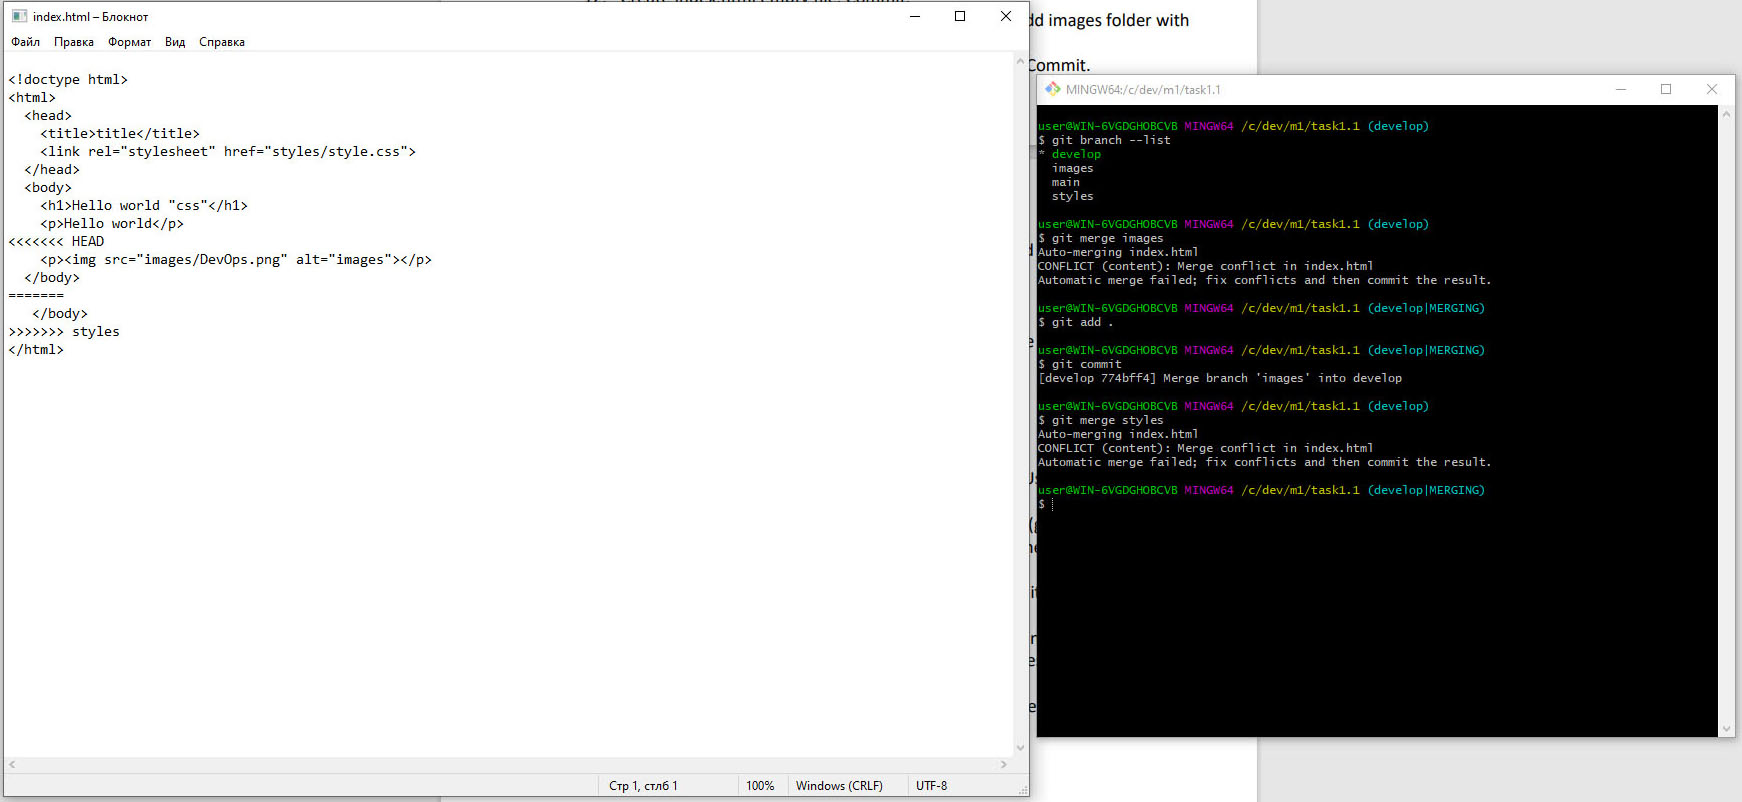 index.html – Блокнот
Файл Правка Формат Вид Справка
<!doctype html>
<html>
  <head>
    <title>title</title>
    <link rel="stylesheet" href="styles/style.css">
  </head>
  <body>
    <h1>Hello world "css"</h1>
    <p>Hello world</p>
<<<<<<< HEAD
    <p><img src="images/DevOps.png" alt="images"></p>
  </body>
=======
   </body>
>>>>>>> styles
</html>
Стр 1, стлб 1 100% Windows (CRLF) UTF-8
images folder with
Commit.
MINGW64:/c/dev/m1/task1.1
user@WIN-6VGDGHOBCVB MINGW64 /c/dev/m1/task1.1 (develop)
$ git branch --list
* develop
  images
  main
  styles
user@WIN-6VGDGHOBCVB MINGW64 /c/dev/m1/task1.1 (develop)
$ git merge images
Auto-merging index.html
CONFLICT (content): Merge conflict in index.html
Automatic merge failed; fix conflicts and then commit the result.
user@WIN-6VGDGHOBCVB MINGW64 /c/dev/m1/task1.1 (develop|MERGING)
$ git add .
user@WIN-6VGDGHOBCVB MINGW64 /c/dev/m1/task1.1 (develop|MERGING)
$ git commit
[develop 774bff4] Merge branch 'images' into develop
user@WIN-6VGDGHOBCVB MINGW64 /c/dev/m1/task1.1 (develop)
$ git merge styles
Auto-merging index.html
CONFLICT (content): Merge conflict in index.html
Automatic merge failed; fix conflicts and then commit the result.
user@WIN-6VGDGHOBCVB MINGW64 /c/dev/m1/task1.1 (develop|MERGING)
$